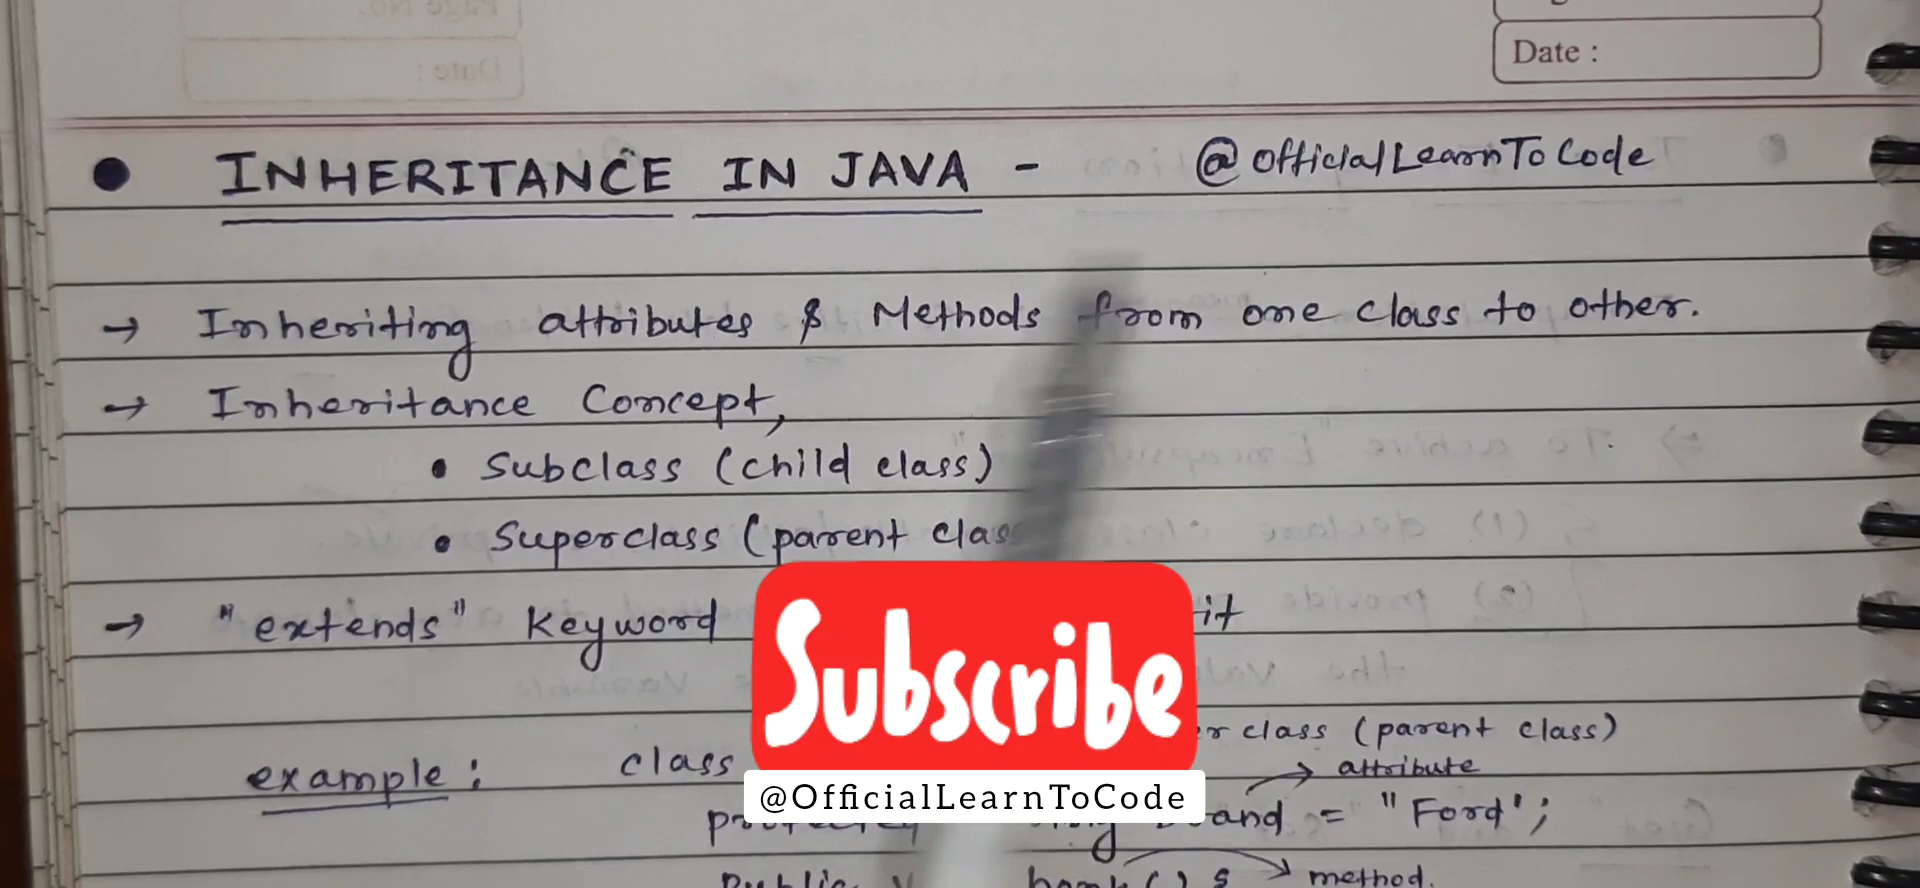 Date :
INHERITANCE IN JAVA - @OfficialLearnToCode
→ Inheriting attributes & Methods from one class to other.
→ Inheritance Concept,
• Subclass (child class)
• Superclass (parent clas
→ "extends" Keyword it
Subscribe
class (parent class)
example : class
→ attribute
@OfficialLearnToCode
= "Ford';
→ method.